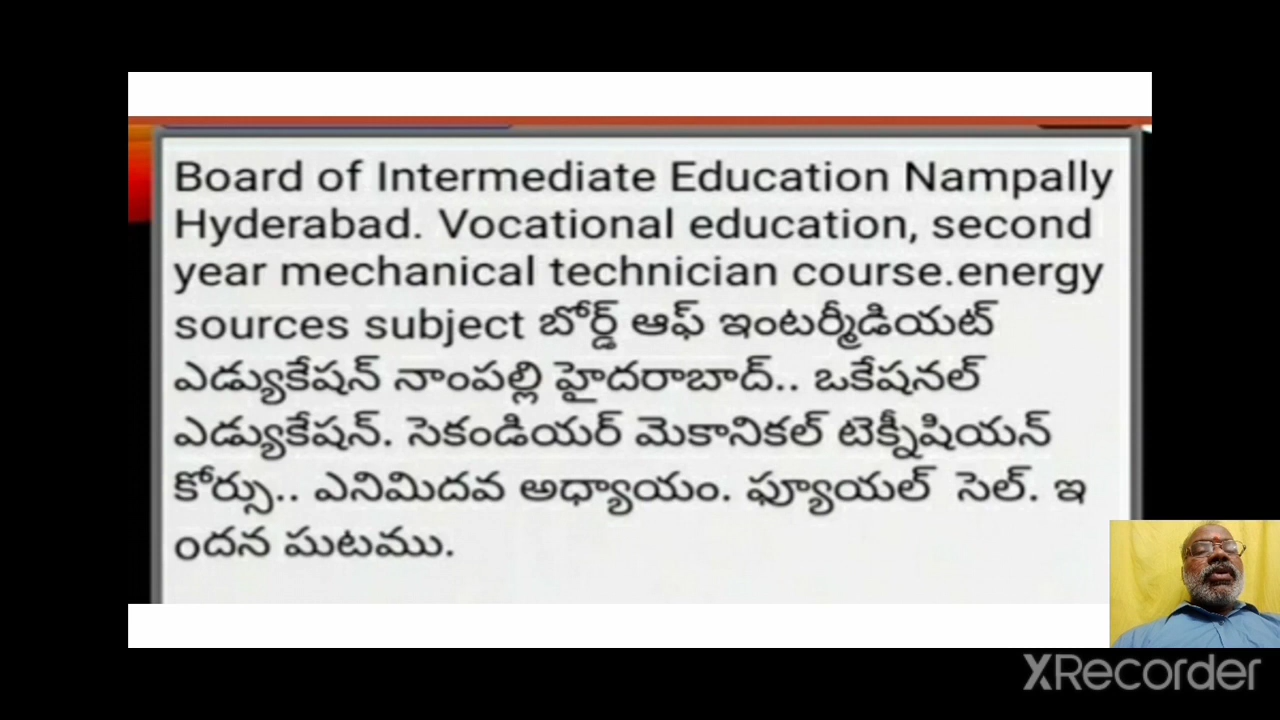 Board of Intermediate Education Nampally
Hyderabad. Vocational education, second
year mechanical technician course.energy
sources subject బోర్డ్ ఆఫ్ ఇంటర్మీడియట్
ఎడ్యుకేషన్ నాంపల్లి హైదరాబాద్.. ఒకేషనల్
ఎడ్యుకేషన్. సెకండియర్ మెకానికల్ టెక్నీషియన్
కోర్సు.. ఎనిమిదవ అధ్యాయం. ఫ్యూయల్ సెల్. ఇ
ందన ఘటము.
XRecorder